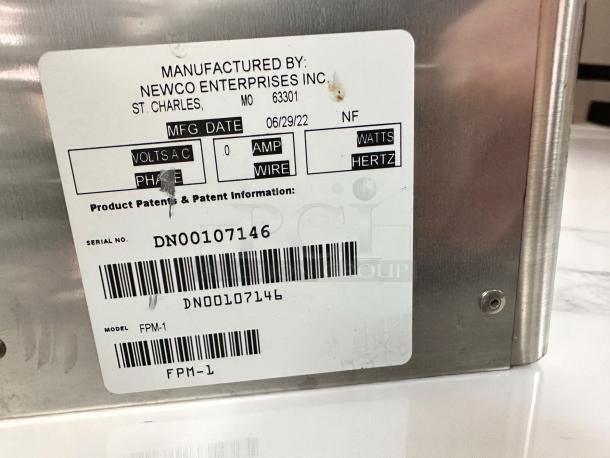 MANUFACTURED BY:
NEWCO ENTERPRISES INC.
ST. CHARLES, MO 63301
MFG DATE 06/29/22 NF
VOLTS A C .0 AMP WATTS
PHASE WIRE HERTZ
Product Patents & Patent Information:
SERIAL NO. DN00107146
DN00107146
MODEL FPM-1
FPM-1